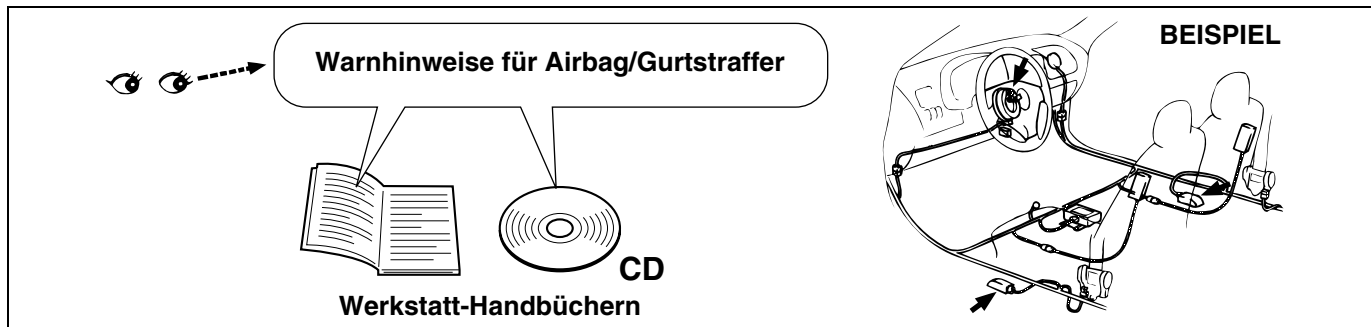 Warnhinweise für Airbag/Gurtstraffer
BEISPIEL
CD
Werkstatt-Handbüchern